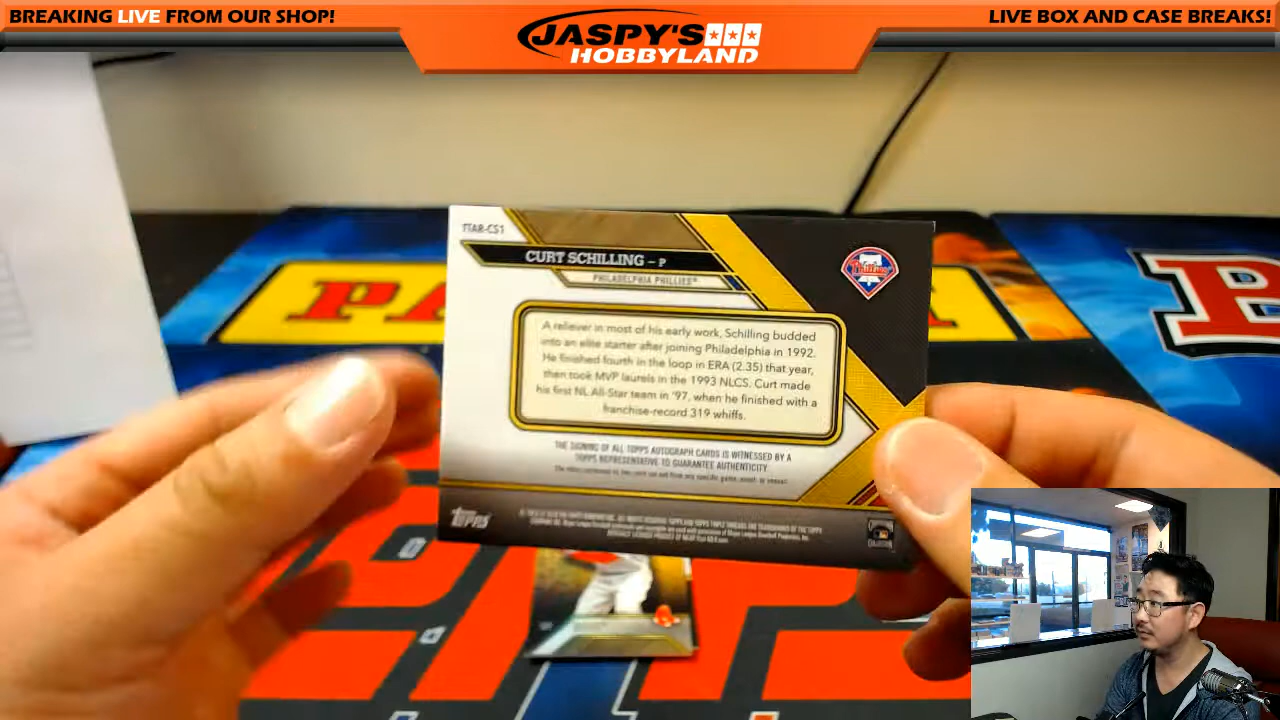 BREAKING LIVE FROM OUR SHOP!
JASPY'S
HOBBYLAND
LIVE BOX AND CASE BREAKS!
TTAR-CS1
CURT SCHILLING – P
PHILADELPHIA PHILLIES
Phillies
A reliever in most of his early work, Schilling budded
into an elite starter after joining Philadelphia in 1992.
He finished fourth in the loop in ERA (2.35) that year,
then took MVP laurels in the 1993 NLCS. Curt made
his first NL All-Star team in '97, when he finished with a
franchise-record 319 whiffs.
THE SIGNING OF ALL TOPPS AUTOGRAPH CARDS IS WITNESSED BY A
TOPPS REPRESENTATIVE TO GUARANTEE AUTHENTICITY.
Topps